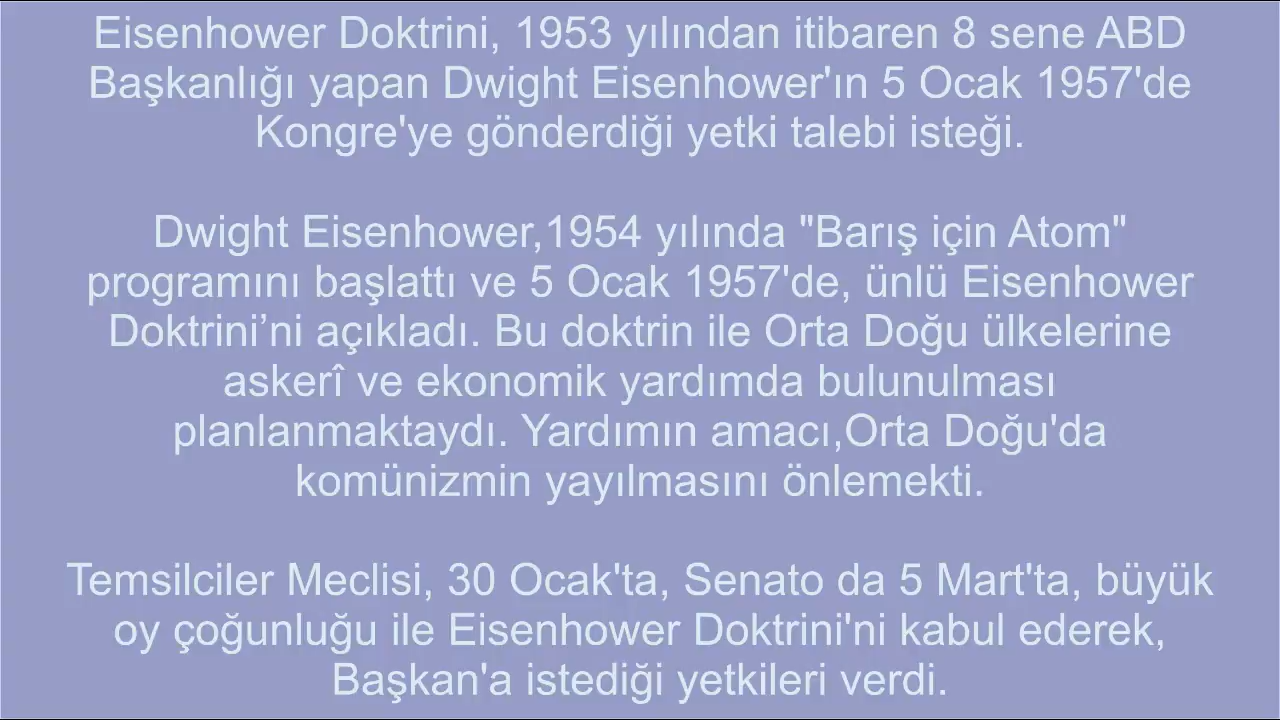 Eisenhower Doktrini, 1953 yılından itibaren 8 sene ABD
Başkanlığı yapan Dwight Eisenhower'ın 5 Ocak 1957'de
Kongre'ye gönderdiği yetki talebi isteği.
Dwight Eisenhower,1954 yılında "Barış için Atom"
programını başlattı ve 5 Ocak 1957'de, ünlü Eisenhower
Doktrini’ni açıkladı. Bu doktrin ile Orta Doğu ülkelerine
askerî ve ekonomik yardımda bulunulması
planlanmaktaydı. Yardımın amacı,Orta Doğu'da
komünizmin yayılmasını önlemekti.
Temsilciler Meclisi, 30 Ocak'ta, Senato da 5 Mart'ta, büyük
oy çoğunluğu ile Eisenhower Doktrini'ni kabul ederek,
Başkan'a istediği yetkileri verdi.